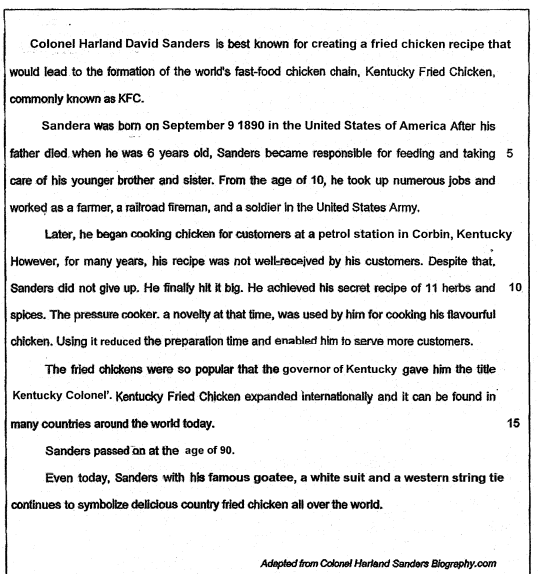 Colonel Harland David Sanders is best known for creating a fried chicken recipe that
would lead to the formation of the world's fast-food chicken chain, Kentucky Fried Chicken,
commonly known as KFC.
Sandera was born on September 9 1890 in the United States of America After his
father died when he was 6 years old, Sanders became responsible for feeding and taking 5
care of his younger brother and sister. From the age of 10, he took up numerous jobs and
worked as a farmer, a railroad fireman, and a soldier in the United States Army.
Later, he began cooking chicken for customers at a petrol station in Corbin, Kentucky
However, for many years, his recipe was not well-received by his customers. Despite that,
Sanders did not give up. He finally hit it big. He achieved his secret recipe of 11 herbs and 10
spices. The pressure cooker. a novelty at that time, was used by him for cooking his flavourful
chicken. Using it reduced the preparation time and enabled him to serve more customers.
The fried chickens were so popular that the governor of Kentucky gave him the title
Kentucky Colonel'. Kentucky Fried Chicken expanded internationally and it can be found in
many countries around the world today. 15
Sanders passed on at the age of 90.
Even today, Sanders with his famous goatee, a white suit and a western string tie
continues to symbolize delicious country fried chicken all over the world.
Adapted from Colonel Harland Sanders Biography.com